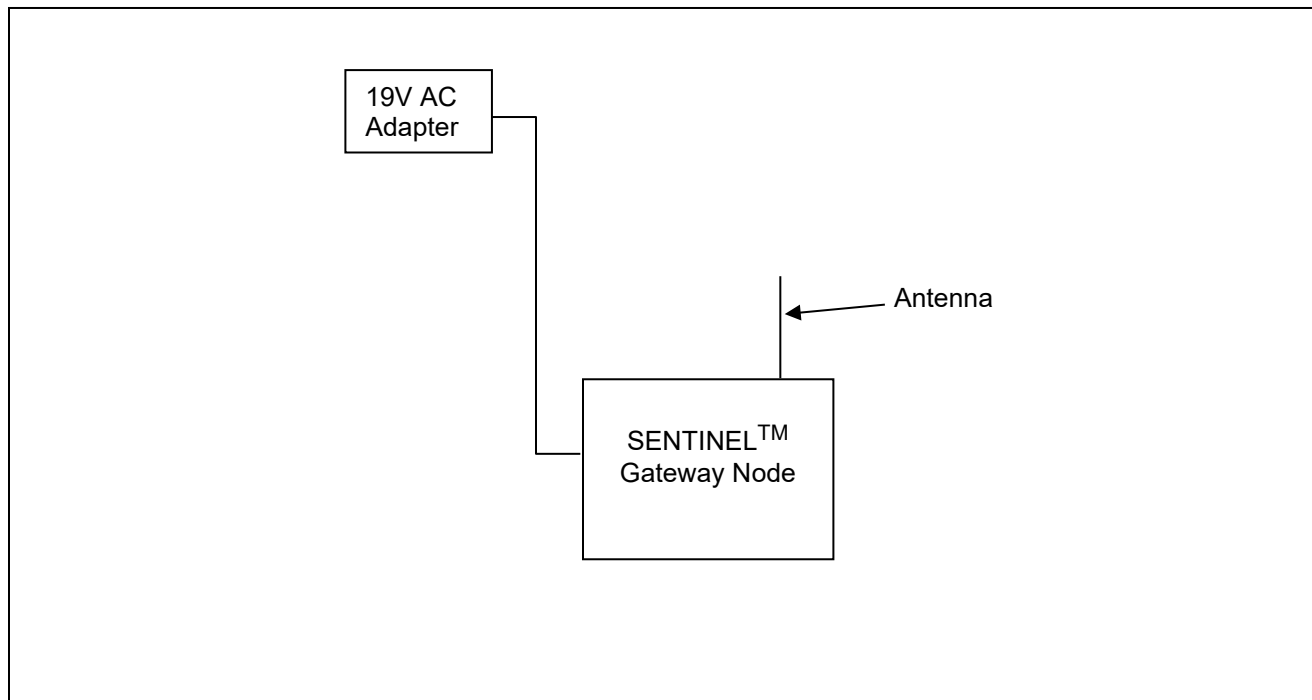 19V AC
Adapter
Antenna
SENTINEL™
Gateway Node